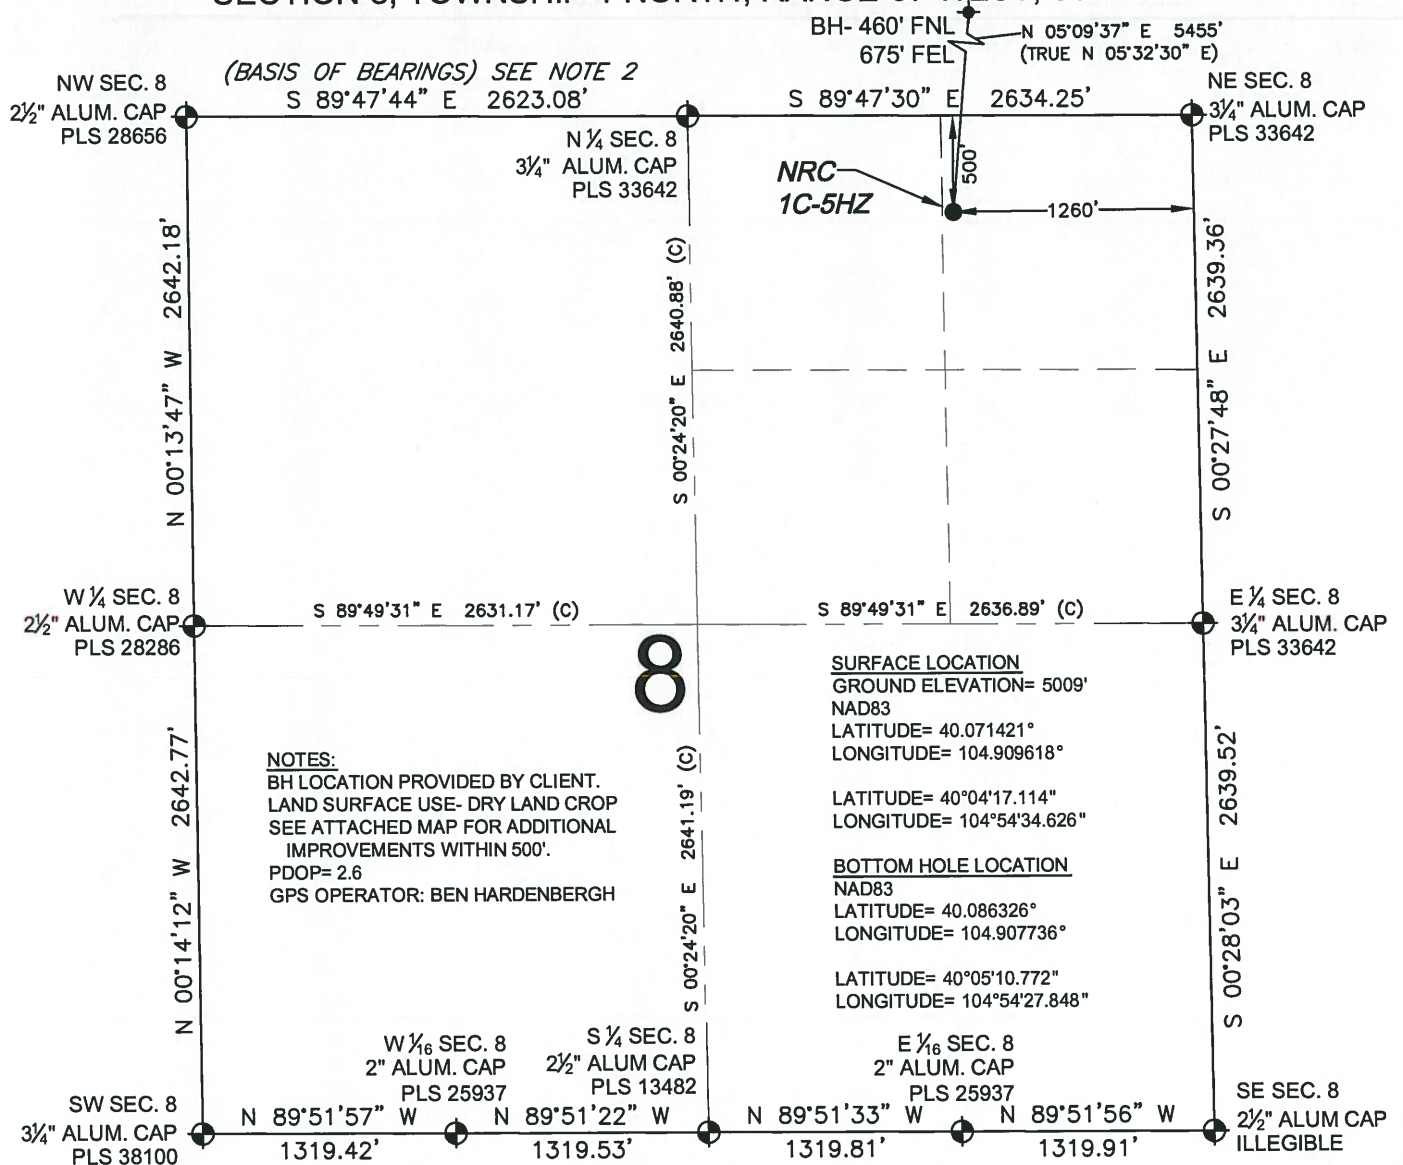 BH- 460' FNL
675' FEL
N 05°09'37" E 5455'
(TRUE N 05°32'30" E)
(BASIS OF BEARINGS) SEE NOTE 2
S 89°47'44" E 2623.08'
S 89°47'30" E 2634.25'
NW SEC. 8
2½" ALUM. CAP
PLS 28656
N ¼ SEC. 8
3¼" ALUM. CAP
PLS 33642
NE SEC. 8
3¼" ALUM. CAP
PLS 33642
NRC
1C-5HZ
500'
1260'
N 00°13'47" W 2642.18'
S 00°24'20" E 2640.88' (C)
S 00°27'48" E 2639.36'
W ¼ SEC. 8
2½" ALUM. CAP
PLS 28286
S 89°49'31" E 2631.17' (C)
S 89°49'31" E 2636.89' (C)
E ¼ SEC. 8
3¼" ALUM. CAP
PLS 33642
8
SURFACE LOCATION
GROUND ELEVATION= 5009'
NAD83
LATITUDE= 40.071421°
LONGITUDE= 104.909618°
LATITUDE= 40°04'17.114"
LONGITUDE= 104°54'34.626"
BOTTOM HOLE LOCATION
NAD83
LATITUDE= 40.086326°
LONGITUDE= 104.907736°
LATITUDE= 40°05'10.772"
LONGITUDE= 104°54'27.848"
NOTES:
BH LOCATION PROVIDED BY CLIENT.
LAND SURFACE USE- DRY LAND CROP
SEE ATTACHED MAP FOR ADDITIONAL
IMPROVEMENTS WITHIN 500'.
PDOP= 2.6
GPS OPERATOR: BEN HARDENBERGH
N 00°14'12" W 2642.77'
S 00°24'20" E 2641.19' (C)
S 00°28'03" E 2639.52'
SW SEC. 8
3¼" ALUM. CAP
PLS 38100
W 1⁄16 SEC. 8
2" ALUM. CAP
PLS 25937
S ¼ SEC. 8
2½" ALUM CAP
PLS 13482
E 1⁄16 SEC. 8
2" ALUM. CAP
PLS 25937
SE SEC. 8
2½" ALUM CAP
ILLEGIBLE
N 89°51'57" W
1319.42'
N 89°51'22" W
1319.53'
N 89°51'33" W
1319.81'
N 89°51'56" W
1319.91'